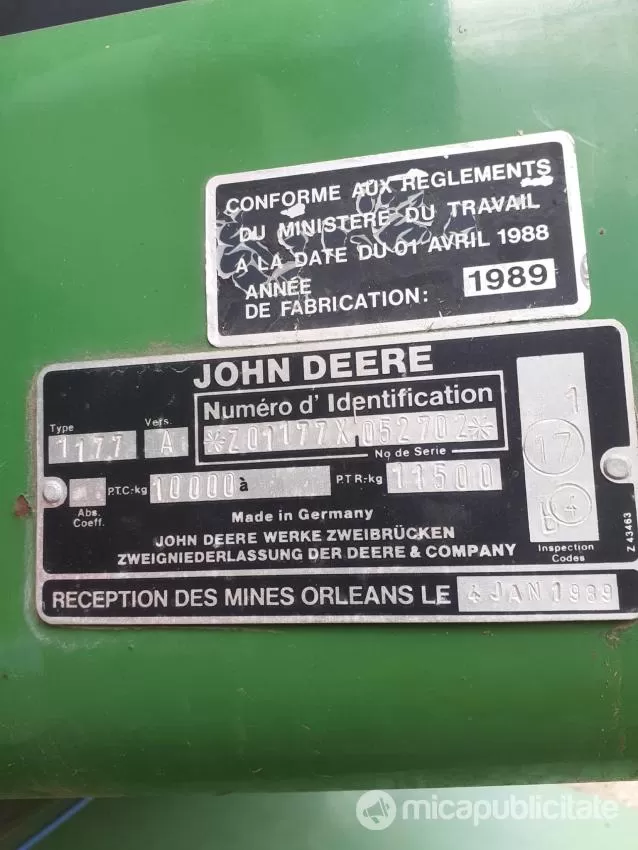 CONFORME AUX REGLEMENTS
DU MINISTERE DU TRAVAIL
A LA DATE DU 01 AVRIL 1988
ANNÉE
DE FABRICATION: 1989
JOHN DEERE
Numéro d' Identification
Type
1177
Vers.
A
*Z01177X052702*
No de Serie
Abs.
Coeff.
P.T.C.-kg 10000 à
P.T.R.-kg 11500
1
17
4
Inspection
Codes
Z 43463
Made in Germany
JOHN DEERE WERKE ZWEIBRÜCKEN
ZWEIGNIEDERLASSUNG DER DEERE & COMPANY
RECEPTION DES MINES ORLEANS LE 4 JAN 1989
micapublicitate